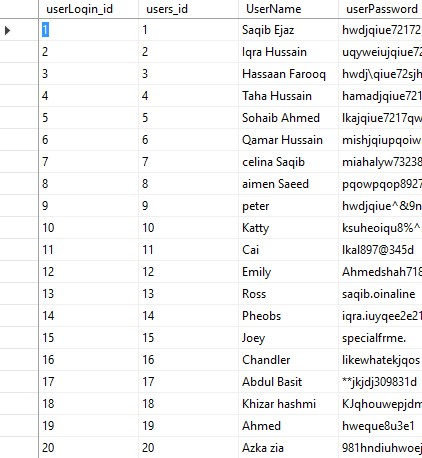 userLogin_id users_id UserName userPassword
1 1 Saqib Ejaz hwdjqiue72172
2 2 Iqra Hussain uqyweiujqiue72
3 3 Hassaan Farooq hwdj\qiue72sjh
4 4 Taha Hussain hamadjqiue721
5 5 Sohaib Ahmed lkajqiue7217qw
6 6 Qamar Hussain mishjqiupqoiw
7 7 celina Saqib miahalyw73238
8 8 aimen Saeed pqowpqop8927
9 9 peter hwdjqiue^&9n
10 10 Katty ksuheoiqu8%^
11 11 Cai lkal897@345d
12 12 Emily Ahmedshah718
13 13 Ross saqib.oinaline
14 14 Pheobs iqra.iuyqee2e21
15 15 Joey specialfrme.
16 16 Chandler likewhatekjqos
17 17 Abdul Basit **jkjdj309831d
18 18 Khizar hashmi KJqhouwepjdm
19 19 Ahmed hweque8u3e1
20 20 Azka zia 981hndiuhwoej